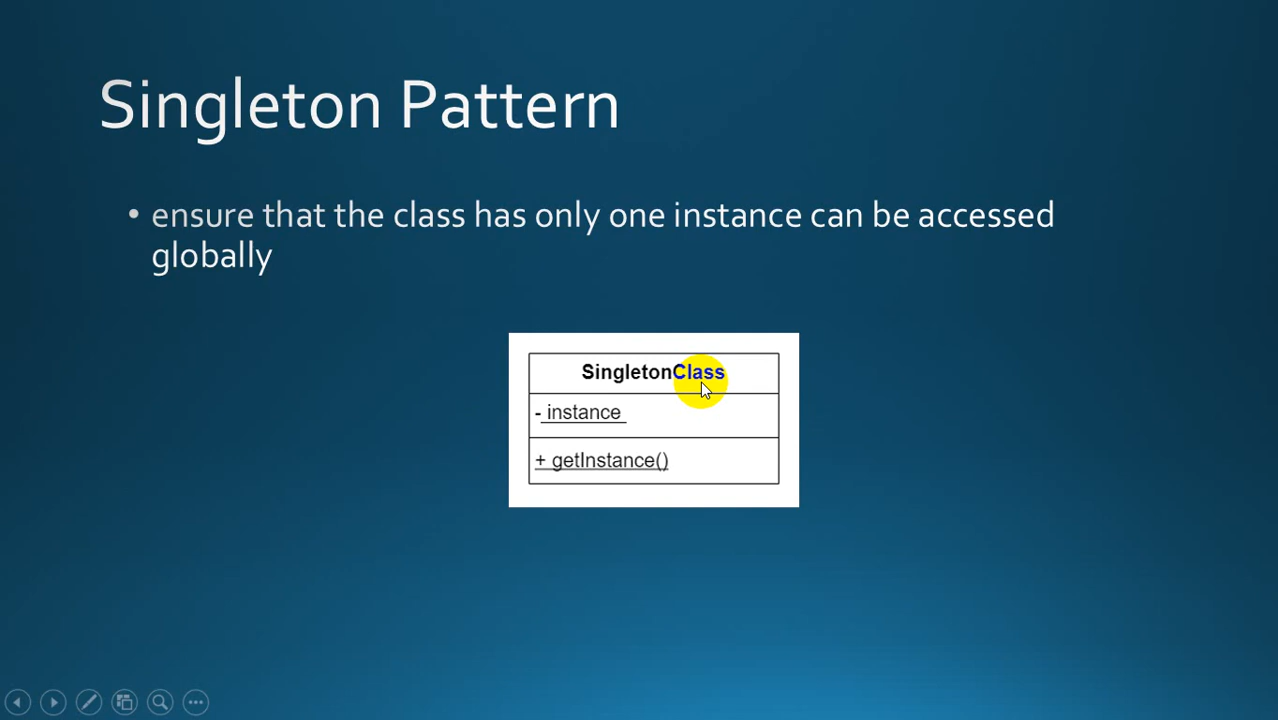 Singleton Pattern
• ensure that the class has only one instance can be accessed
globally
SingletonClass
- instance
+ getInstance()